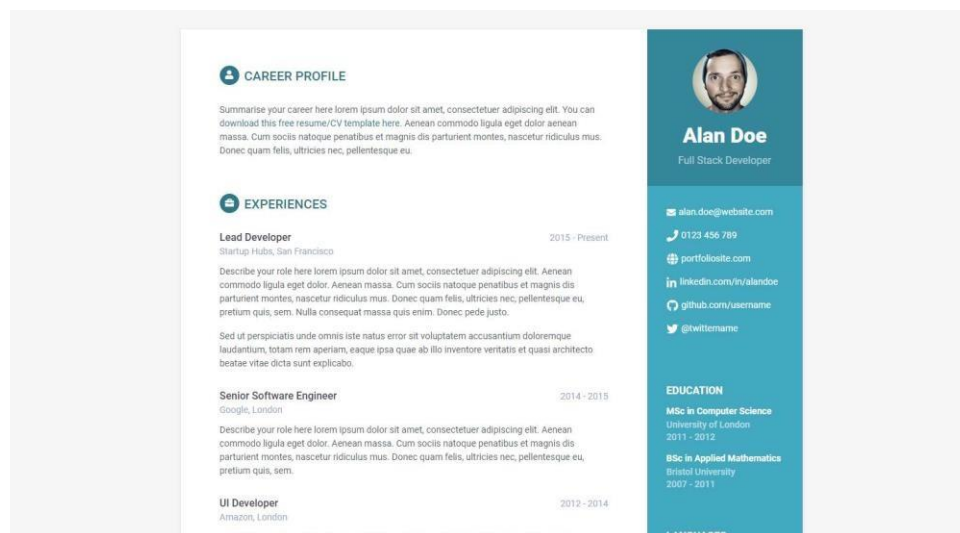 CAREER PROFILE
Summarise your career here lorem ipsum dolor sit amet, consectetuer adipiscing elit. You can
download this free resume/CV template here. Aenean commodo ligula eget dolor aenean
massa. Cum sociis natoque penatibus et magnis dis parturient montes, nascetur ridiculus mus.
Donec quam felis, ultricies nec, pellentesque eu.
EXPERIENCES
Lead Developer 2015 - Present
Startup Hubs, San Francisco
Describe your role here lorem ipsum dolor sit amet, consectetuer adipiscing elit. Aenean
commodo ligula eget dolor. Aenean massa. Cum sociis natoque penatibus et magnis dis
parturient montes, nascetur ridiculus mus. Donec quam felis, ultricies nec, pellentesque eu,
pretium quis, sem. Nulla consequat massa quis enim. Donec pede justo.
Sed ut perspiciatis unde omnis iste natus error sit voluptatem accusantium doloremque
laudantium, totam rem aperiam, eaque ipsa quae ab illo inventore veritatis et quasi architecto
beatae vitae dicta sunt explicabo.
Senior Software Engineer 2014 - 2015
Google, London
Describe your role here lorem ipsum dolor sit amet, consectetuer adipiscing elit. Aenean
commodo ligula eget dolor. Aenean massa. Cum sociis natoque penatibus et magnis dis
parturient montes, nascetur ridiculus mus. Donec quam felis, ultricies nec, pellentesque eu,
pretium quis, sem.
UI Developer 2012 - 2014
Amazon, London
Alan Doe
Full Stack Developer
alan.doe@website.com
0123 456 789
portfoliosite.com
linkedin.com/in/alandoe
github.com/username
@twittername
EDUCATION
MSc in Computer Science
University of London
2011 - 2012
BSc in Applied Mathematics
Bristol University
2007 - 2011